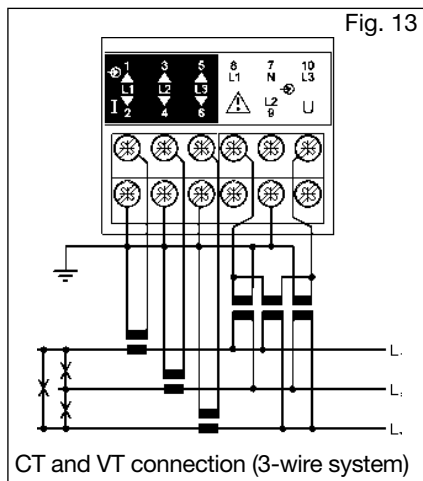 Fig. 13
1 3 5 8 7 10
L1 N L3
L1 L2 L3
I 2 4 6 L2 9 U
L
L
L
CT and VT connection (3-wire system)